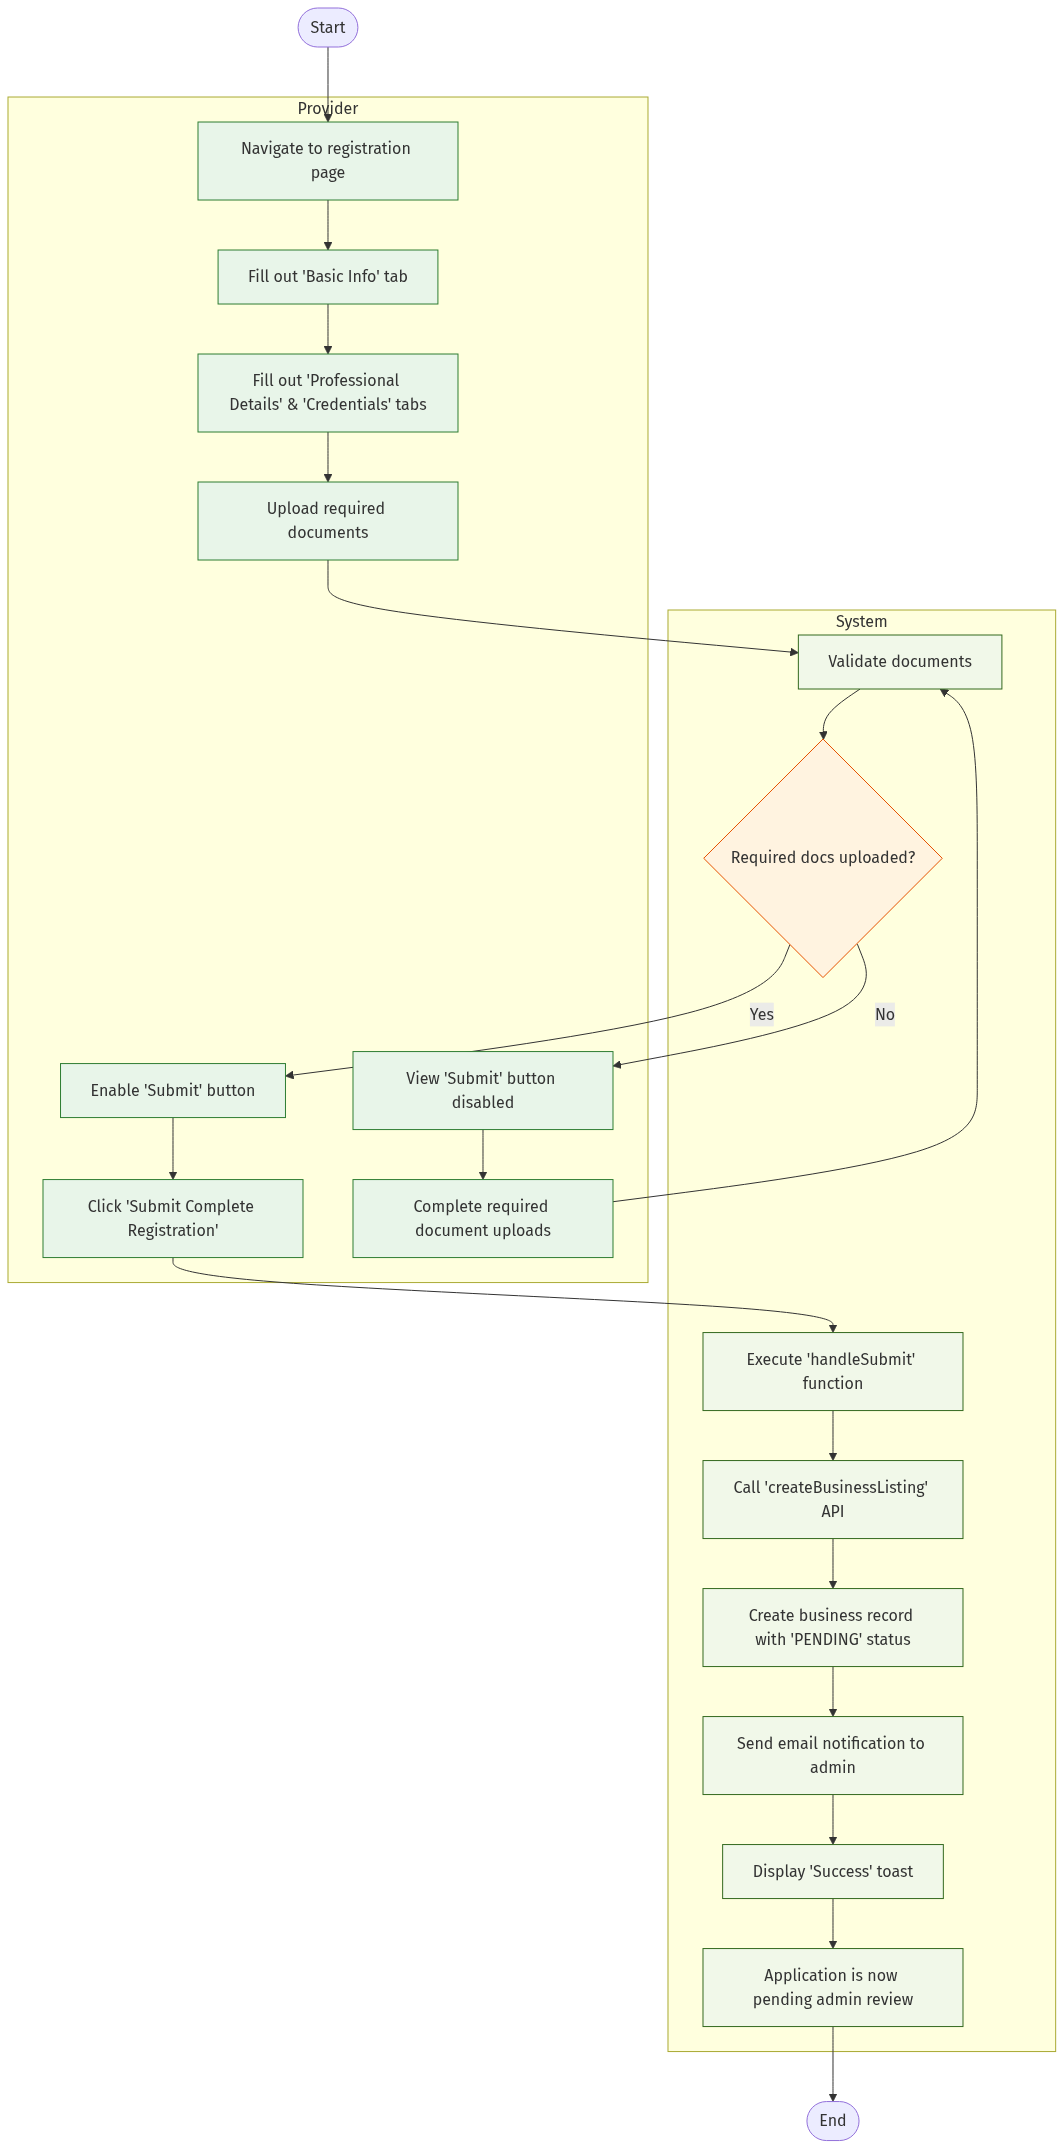 Start
Provider
Navigate to registration
page
Fill out 'Basic Info' tab
Fill out 'Professional
Details' & 'Credentials' tabs
Upload required
documents
System
Validate documents
Required docs uploaded?
Yes
No
Enable 'Submit' button
View 'Submit' button
disabled
Click 'Submit Complete
Registration'
Complete required
document uploads
Execute 'handleSubmit'
function
Call 'createBusinessListing'
API
Create business record
with 'PENDING' status
Send email notification to
admin
Display 'Success' toast
Application is now
pending admin review
End